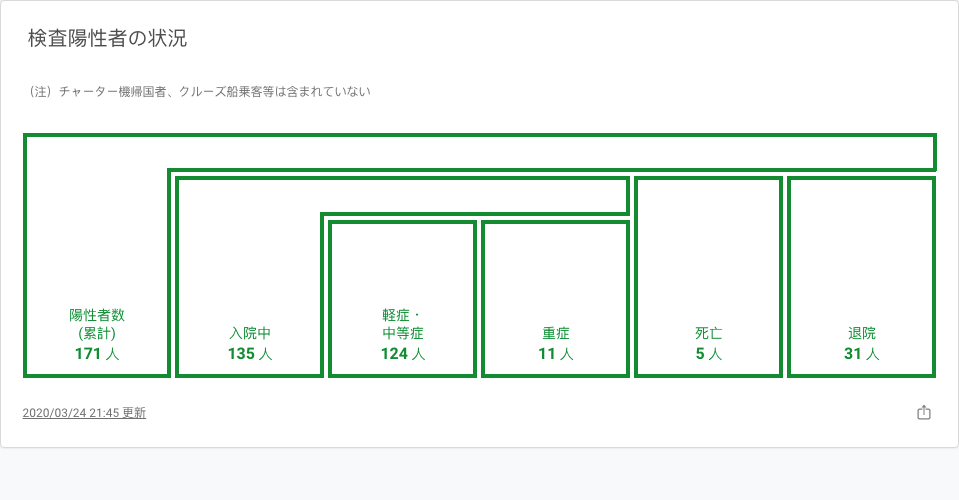 検査陽性者の状況
（注）チャーター機帰国者、クルーズ船乗客等は含まれていない
陽性者数
(累計)
171 人
入院中
135 人
軽症・
中等症
124 人
重症
11 人
死亡
5 人
退院
31 人
2020/03/24 21:45 更新